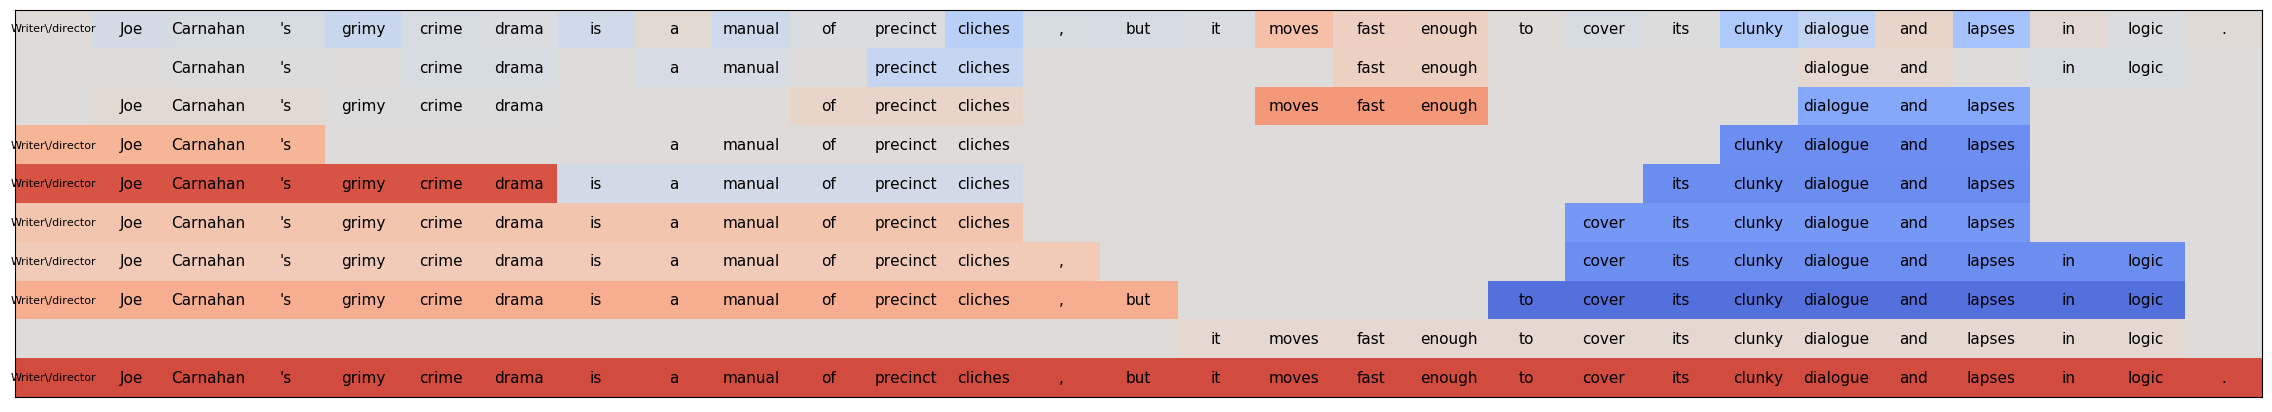 Writer\/director Joe Carnahan 's grimy crime drama is a manual of precinct cliches , but it moves fast enough to cover its clunky dialogue and lapses in logic .
Carnahan 's crime drama a manual precinct cliches fast enough dialogue and in logic
Joe Carnahan 's grimy crime drama of precinct cliches moves fast enough dialogue and lapses
Writer\/director Joe Carnahan 's a manual of precinct cliches clunky dialogue and lapses
Writer\/director Joe Carnahan 's grimy crime drama is a manual of precinct cliches its clunky dialogue and lapses
Writer\/director Joe Carnahan 's grimy crime drama is a manual of precinct cliches cover its clunky dialogue and lapses
Writer\/director Joe Carnahan 's grimy crime drama is a manual of precinct cliches , cover its clunky dialogue and lapses in logic
Writer\/director Joe Carnahan 's grimy crime drama is a manual of precinct cliches , but to cover its clunky dialogue and lapses in logic
it moves fast enough to cover its clunky dialogue and lapses in logic
Writer\/director Joe Carnahan 's grimy crime drama is a manual of precinct cliches , but it moves fast enough to cover its clunky dialogue and lapses in logic .